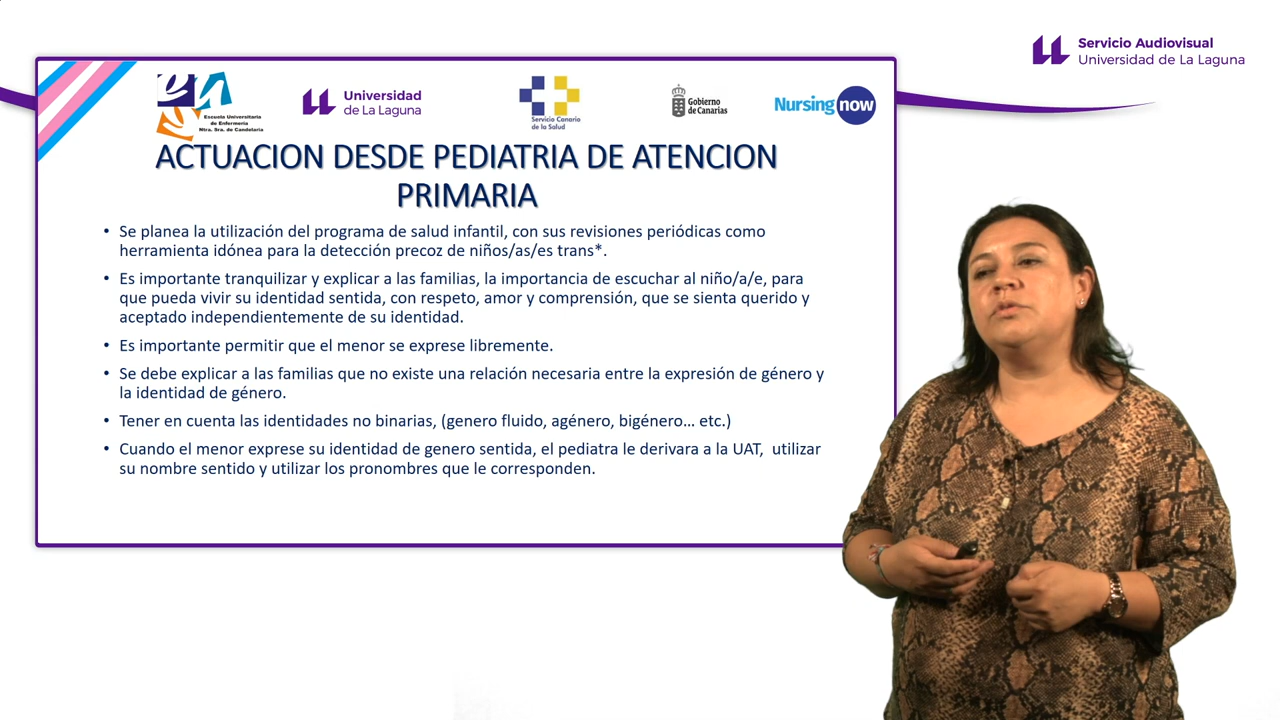 Servicio Audiovisual
Universidad de La Laguna
Escuela Universitaria
de Enfermería
Ntra. Sra. de Candelaria
Universidad
de La Laguna
Servicio Canario
de la Salud
Gobierno
de Canarias
Nursing now
ACTUACION DESDE PEDIATRIA DE ATENCION
PRIMARIA
• Se planea la utilización del programa de salud infantil, con sus revisiones periódicas como
herramienta idónea para la detección precoz de niños/as/es trans*.
• Es importante tranquilizar y explicar a las familias, la importancia de escuchar al niño/a/e, para
que pueda vivir su identidad sentida, con respeto, amor y comprensión, que se sienta querido y
aceptado independientemente de su identidad.
• Es importante permitir que el menor se exprese libremente.
• Se debe explicar a las familias que no existe una relación necesaria entre la expresión de género y
la identidad de género.
• Tener en cuenta las identidades no binarias, (genero fluido, agénero, bigénero... etc.)
• Cuando el menor exprese su identidad de genero sentida, el pediatra le derivara a la UAT,  utilizar
su nombre sentido y utilizar los pronombres que le corresponden.